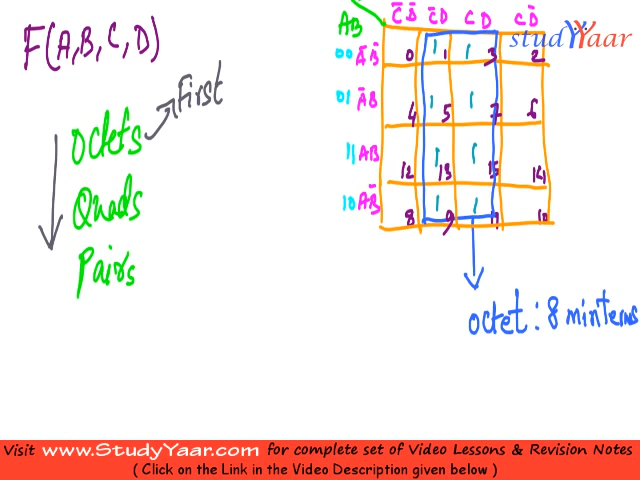 F(A,B,C,D)
First
Octets
Quads
Pairs
AB
C̄B̄ C̄D CD CD̄
studYYaar
00 ĀB̄ 0 1 1 1 3 2
01 ĀB 4 1 5 1 7 6
11 AB 12 1 13 1 15 14
10 AB̄ 8 1 9 1 11 10
octet : 8 minterms
Visit www.StudyYaar.com for complete set of Video Lessons & Revision Notes
( Click on the Link in the Video Description given below )